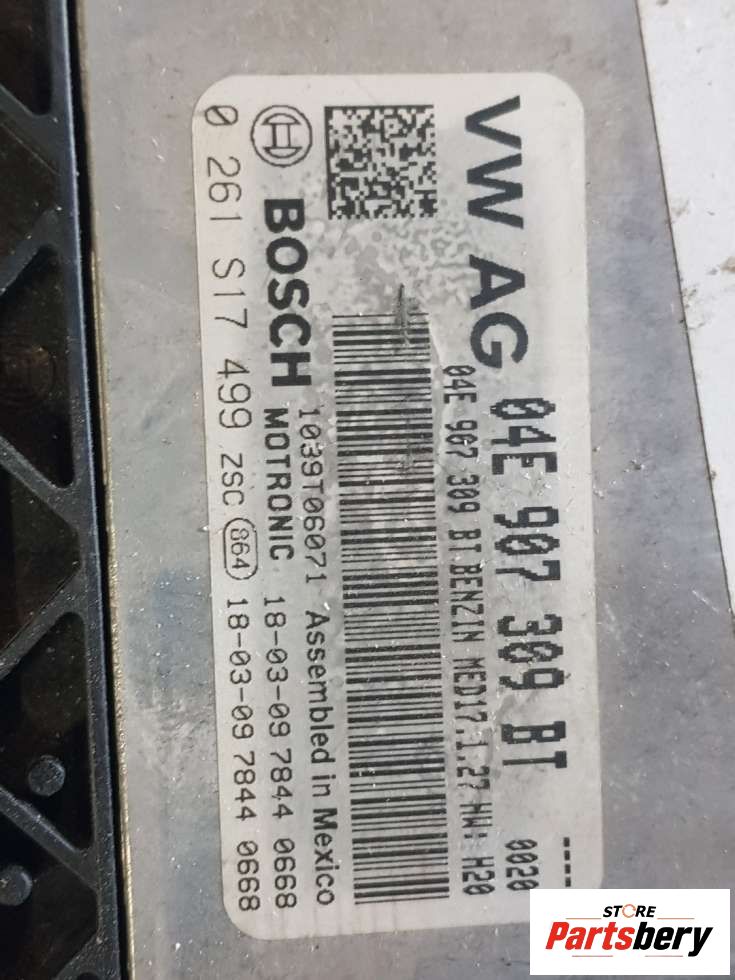 VW AG 04E 907 309 BT ----
04E 907 309 BT BENZIN MED17.1.27 HW: H20 0020
1039T06071 Assembled in Mexico
BOSCH MOTRONIC 18-03-09 7844 0668
0 261 S17 499 ZSC 864 18-03-09 7844 0668
STORE
Partsbery